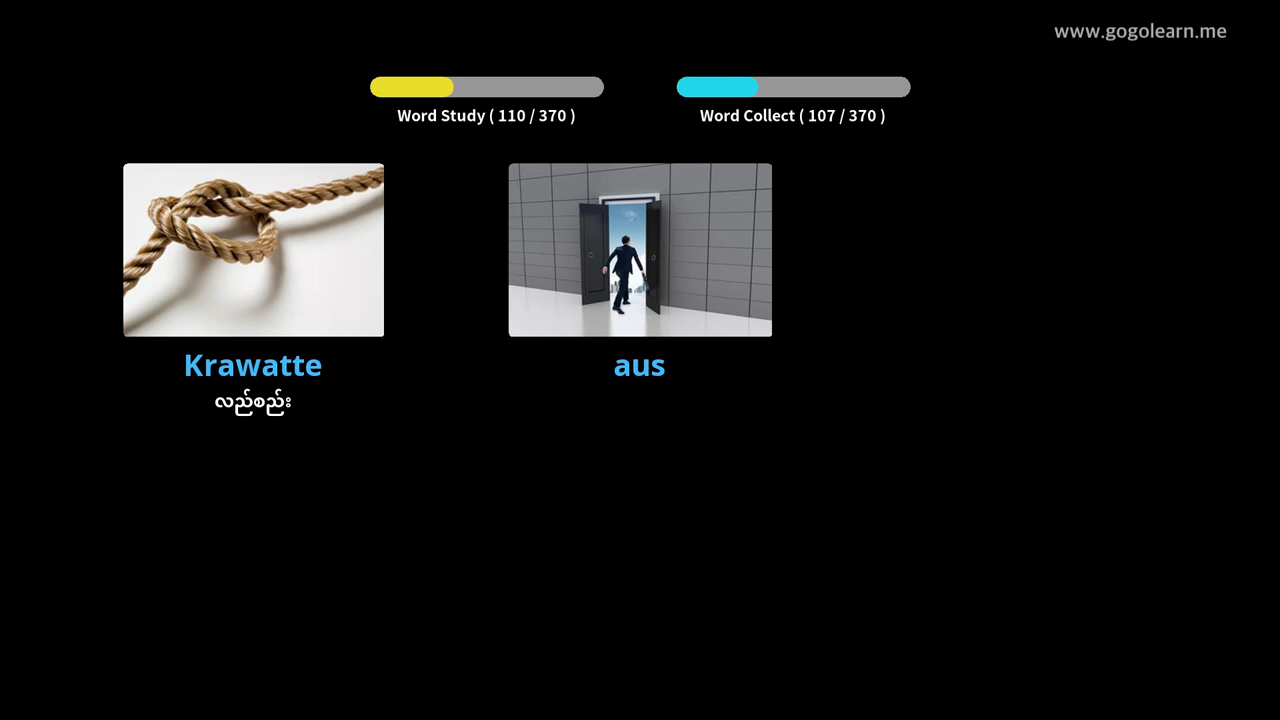 www.gogolearn.me
Word Study ( 110 / 370 )
Word Collect ( 107 / 370 )
Krawatte
လည်စည်း
aus